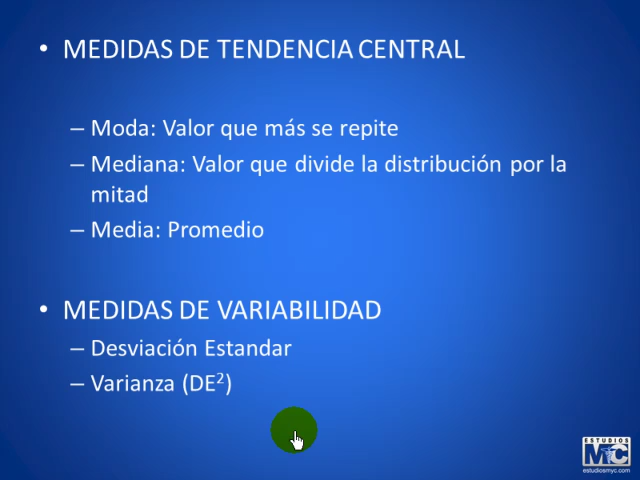 • MEDIDAS DE TENDENCIA CENTRAL
– Moda: Valor que más se repite
– Mediana: Valor que divide la distribución por la
mitad
– Media: Promedio
• MEDIDAS DE VARIABILIDAD
– Desviación Estandar
– Varianza (DE²)
ESTUDIOS
MyC
estudiosmyc.com